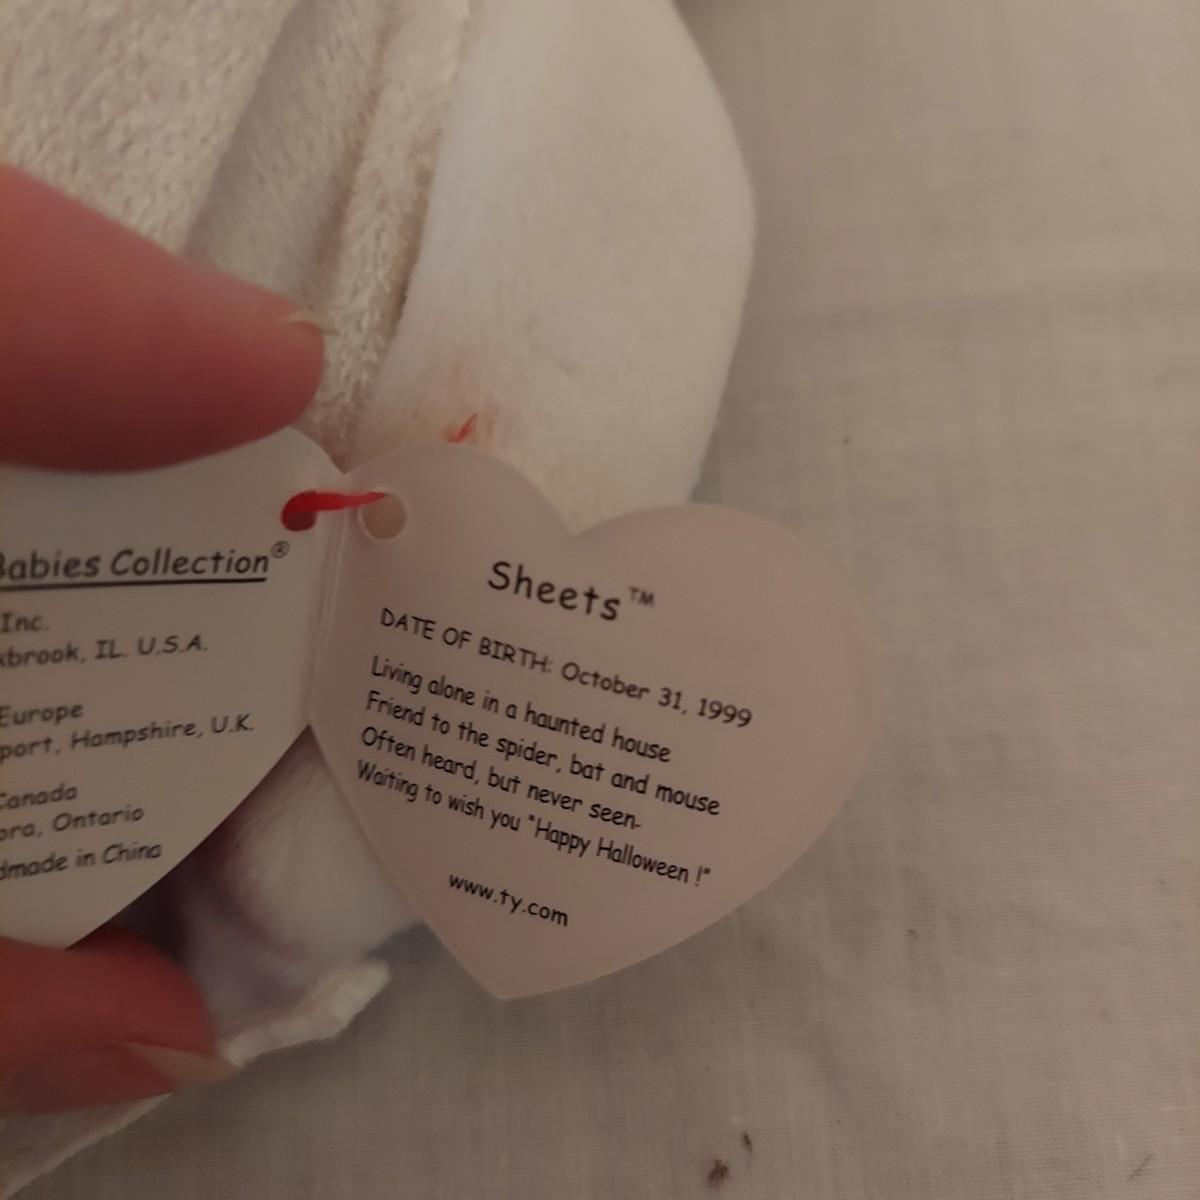 Babies Collection®
Inc.
kbrook, IL. U.S.A.
Europe
port, Hampshire, U.K.
Canada
ora, Ontario
dmade in China
Sheets™
DATE OF BIRTH: October 31, 1999
Living alone in a haunted house
Friend to the spider, bat and mouse
Often heard, but never seen-
Waiting to wish you "Happy Halloween !"
www.ty.com